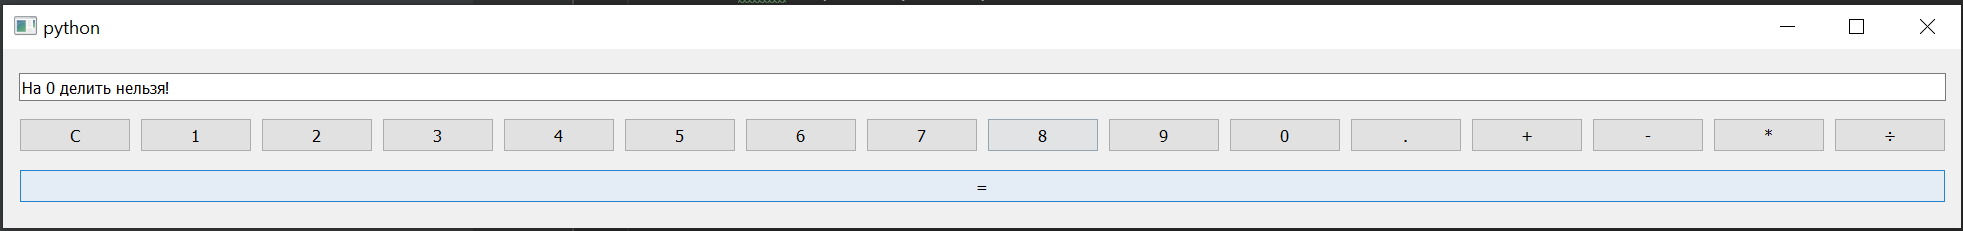 python
На 0 делить нельзя!
C 1 2 3 4 5 6 7 8 9 0 . + - * ÷
=